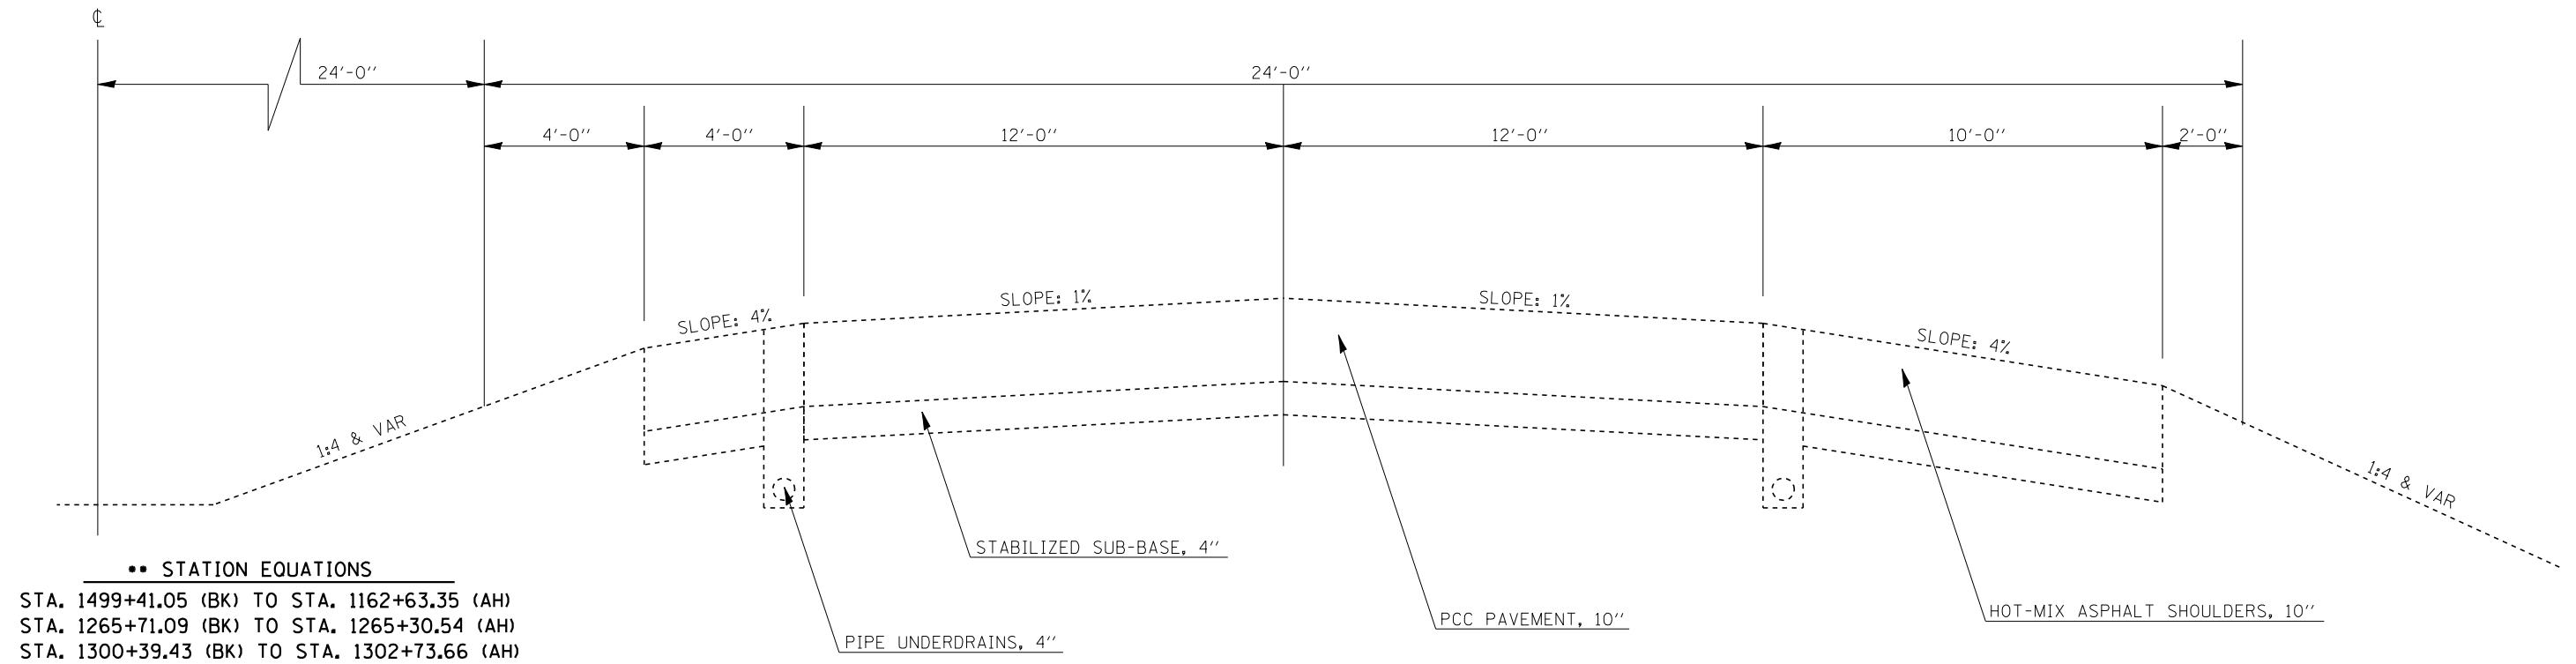 ℄
24'-0"
24'-0"
4'-0"
4'-0"
12'-0"
12'-0"
10'-0"
2'-0"
SLOPE: 4%
SLOPE: 1%
SLOPE: 1%
SLOPE: 4%
1:4 & VAR
1:4 & VAR
STABILIZED SUB-BASE, 4"
PIPE UNDERDRAINS, 4"
PCC PAVEMENT, 10"
HOT-MIX ASPHALT SHOULDERS, 10"
•• STATION EQUATIONS
STA. 1499+41.05 (BK) TO STA. 1162+63.35 (AH)
STA. 1265+71.09 (BK) TO STA. 1265+30.54 (AH)
STA. 1300+39.43 (BK) TO STA. 1302+73.66 (AH)